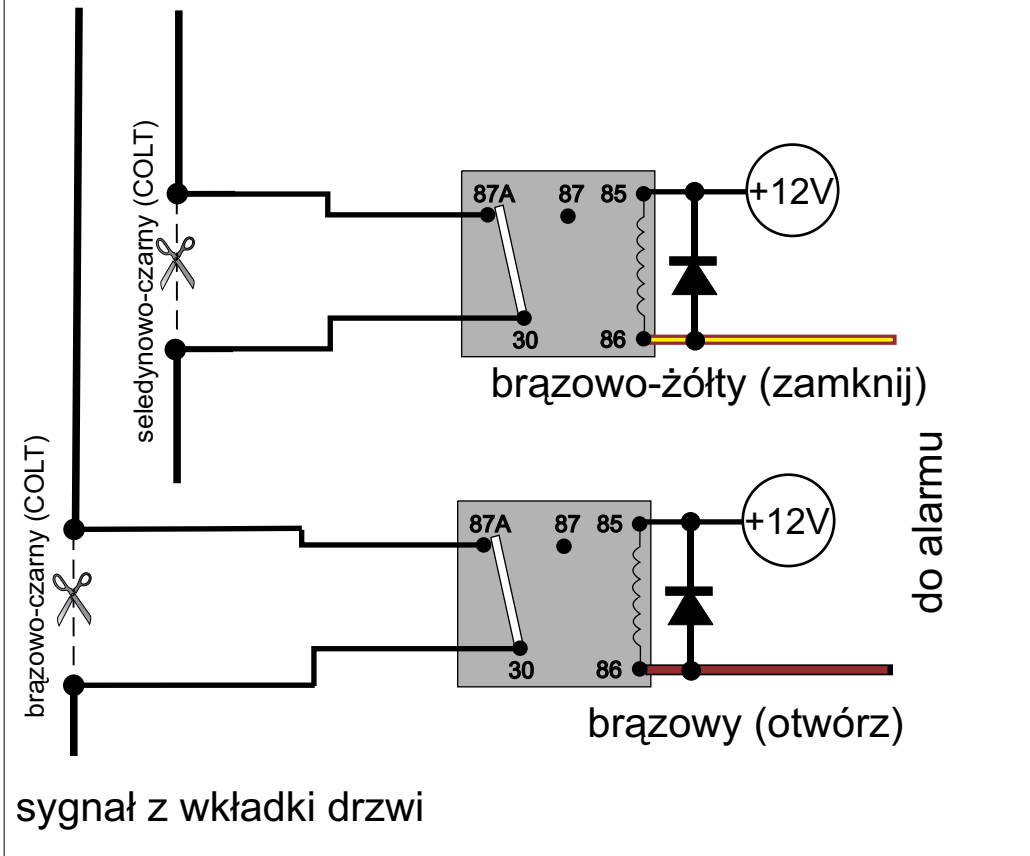 seledynowo-czarny (COLT)
87A 87 85
+12V
30 86
brązowo-żółty (zamknij)
brązowo-czarny (COLT)
87A 87 85
+12V
30 86
brązowy (otwórz)
do alarmu
sygnał z wkładki drzwi